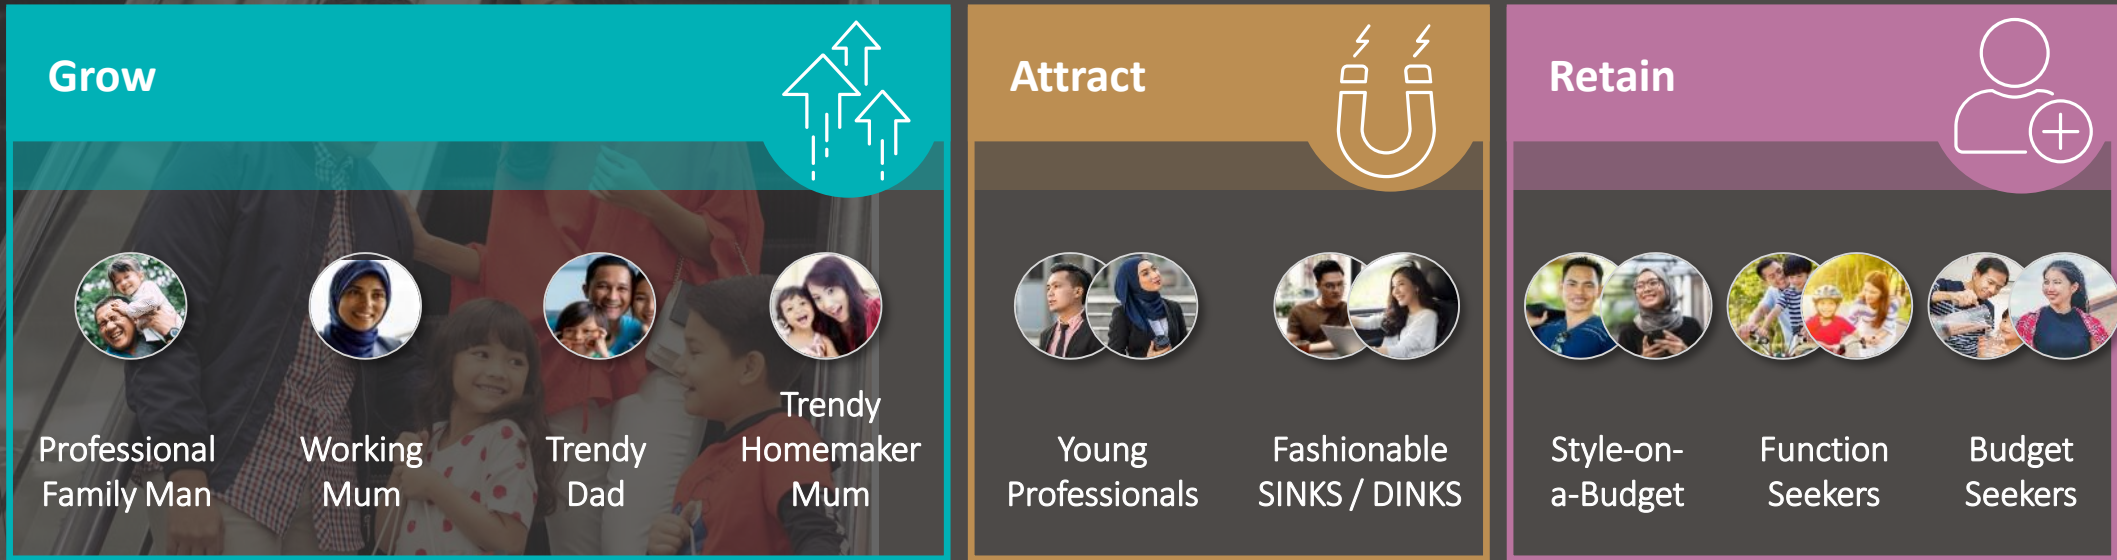 Grow
Professional
Family Man
Working
Mum
Trendy
Dad
Trendy
Homemaker
Mum
Attract
Young
Professionals
Fashionable
SINKS / DINKS
Retain
Style-on-
a-Budget
Function
Seekers
Budget
Seekers